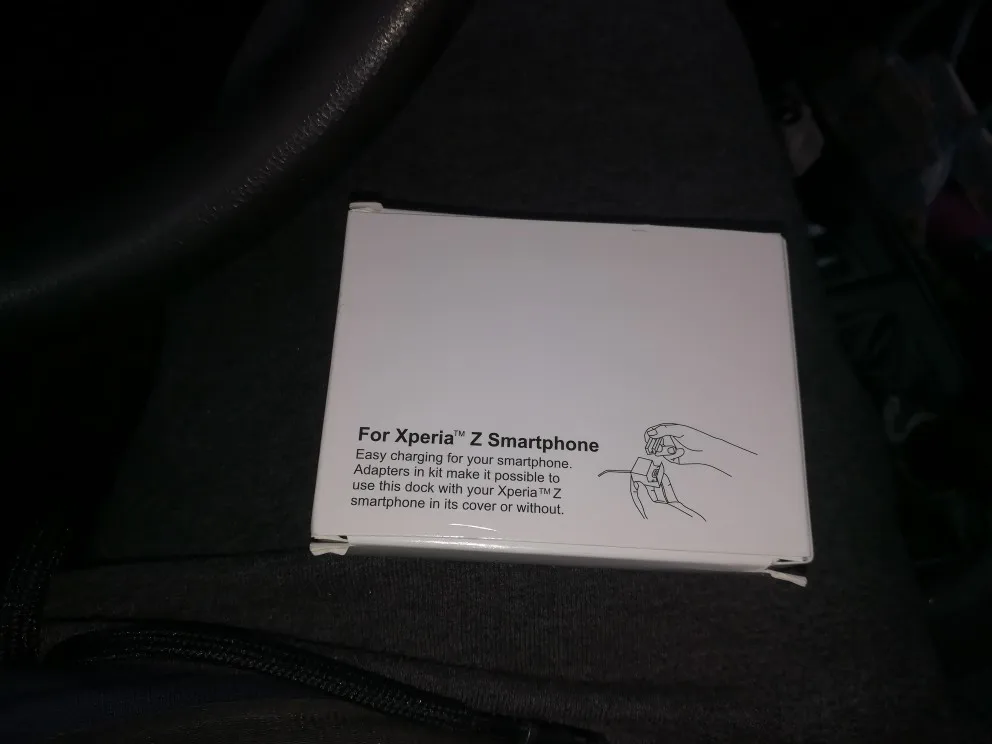 For Xperia™ Z Smartphone
Easy charging for your smartphone.
Adapters in kit make it possible to
use this dock with your Xperia™ Z
smartphone in its cover or without.